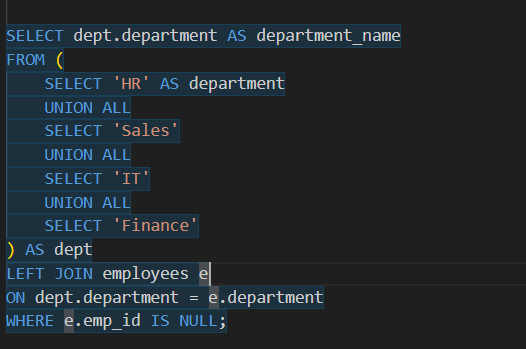 SELECT dept.department AS department_name
FROM (
    SELECT 'HR' AS department
    UNION ALL
    SELECT 'Sales'
    UNION ALL
    SELECT 'IT'
    UNION ALL
    SELECT 'Finance'
) AS dept
LEFT JOIN employees e
ON dept.department = e.department
WHERE e.emp_id IS NULL;